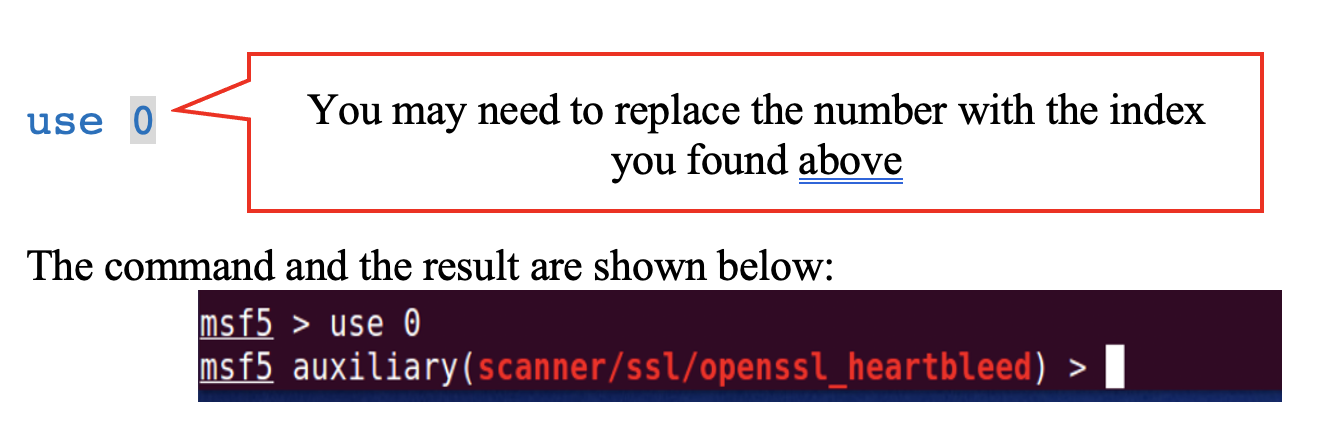 use 0
You may need to replace the number with the index
you found above
The command and the result are shown below:
msf5 > use 0
msf5 auxiliary(scanner/ssl/openssl_heartbleed) >